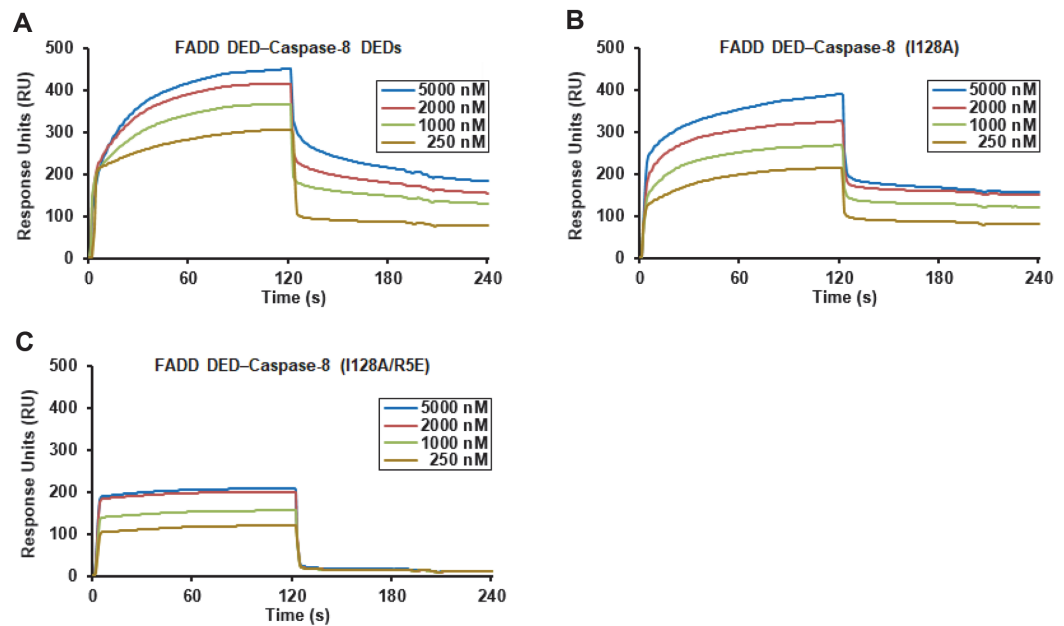 A
FADD DED–Caspase-8 DEDs
500
400
300
200
100
0
Response Units (RU)
5000 nM
2000 nM
1000 nM
250 nM
0 60 120 180 240
Time (s)
B
FADD DED–Caspase-8 (I128A)
500
400
300
200
100
0
Response Units (RU)
5000 nM
2000 nM
1000 nM
250 nM
0 60 120 180 240
Time (s)
C
FADD DED–Caspase-8 (I128A/R5E)
500
400
300
200
100
0
Response Units (RU)
5000 nM
2000 nM
1000 nM
250 nM
0 60 120 180 240
Time (s)